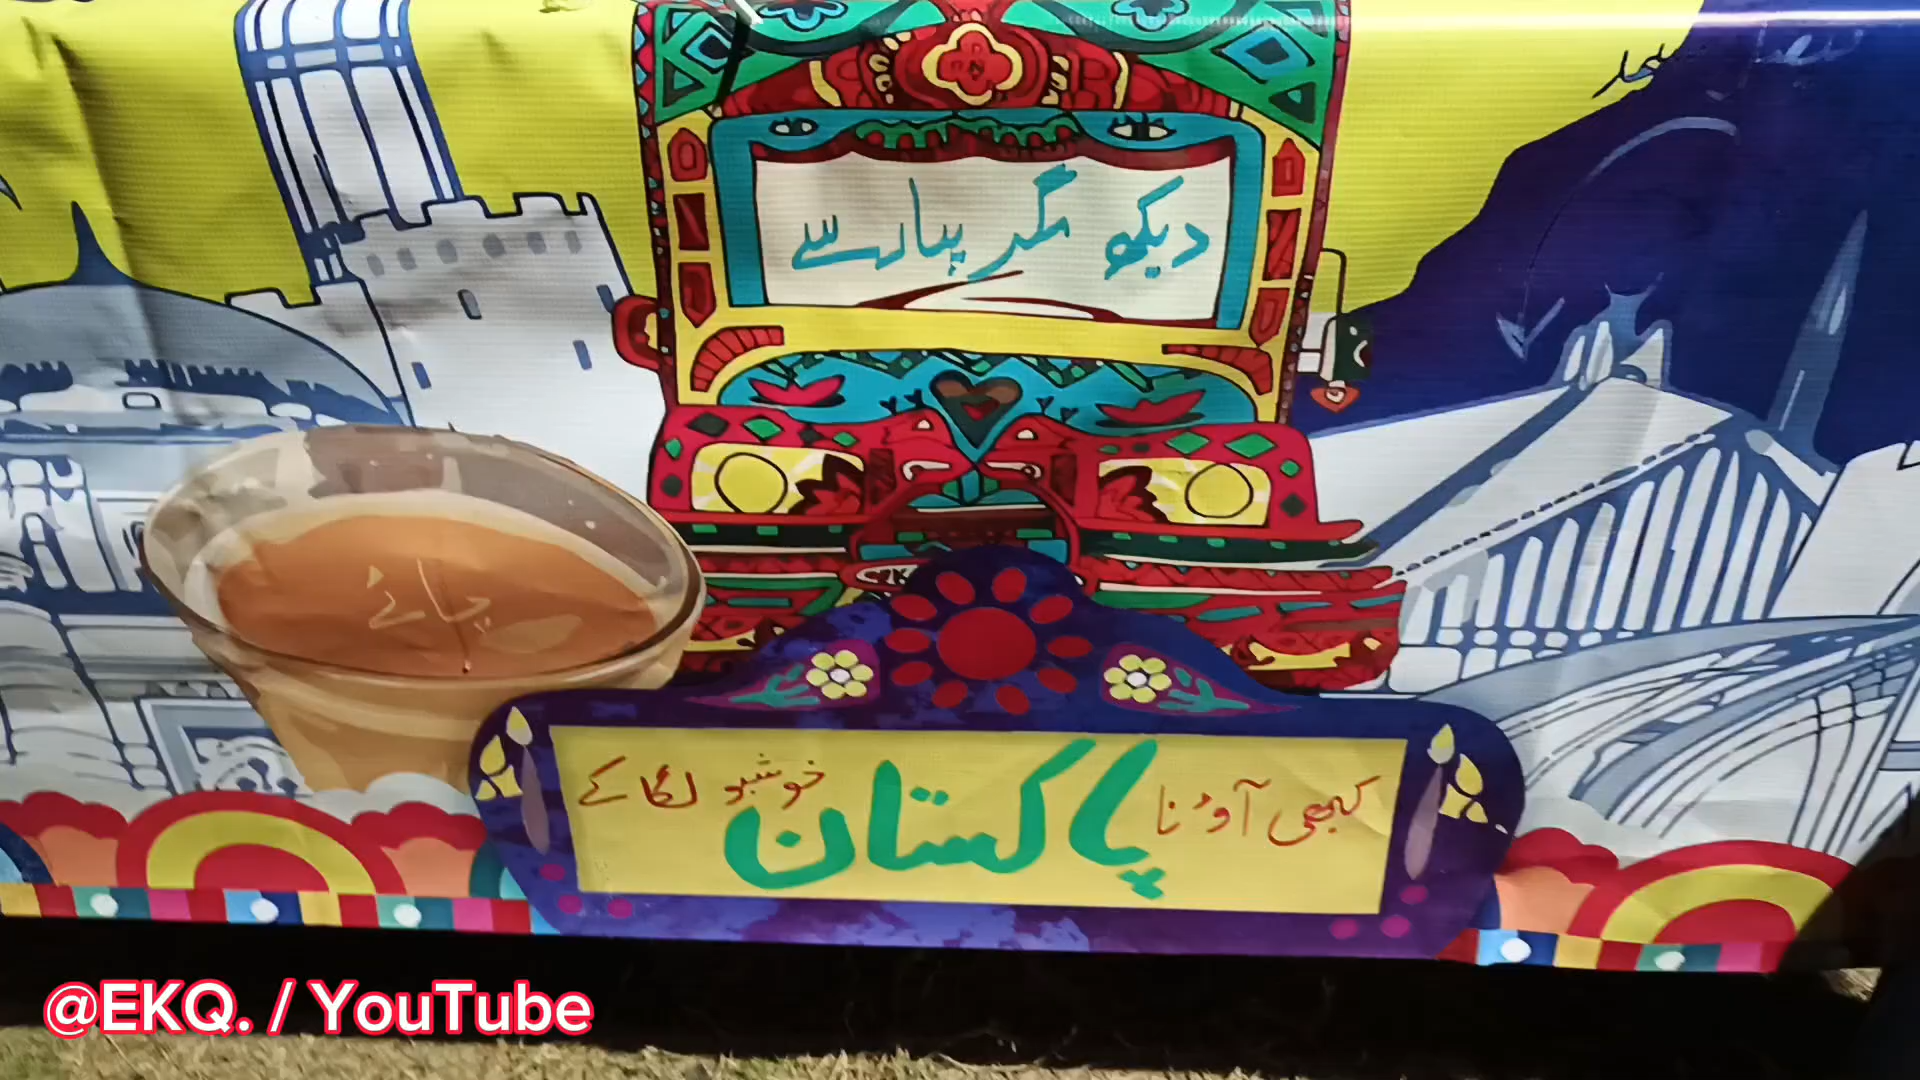 دیکھو مگر پیار سے
چائے
کبھی آؤ نا پاکستان خوشبو لگا کے
@EKQ. / YouTube